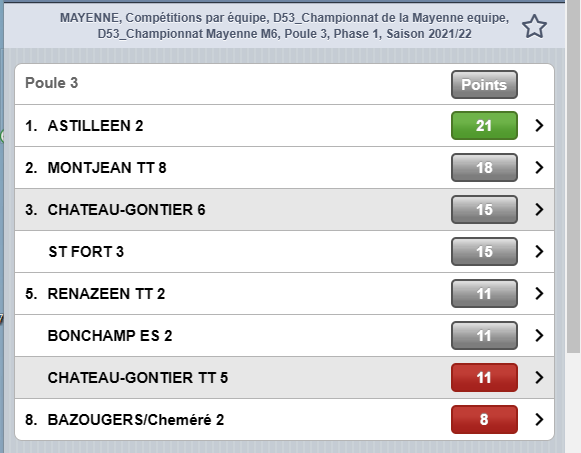 MAYENNE, Compétitions par équipe, D53_Championnat de la Mayenne equipe,
D53_Championnat Mayenne M6, Poule 3, Phase 1, Saison 2021/22
Poule 3 Points
1. ASTILLEEN 2 21
2. MONTJEAN TT 8 18
3. CHATEAU-GONTIER 6 15
ST FORT 3 15
5. RENAZEEN TT 2 11
BONCHAMP ES 2 11
CHATEAU-GONTIER TT 5 11
8. BAZOUGERS/Cheméré 2 8